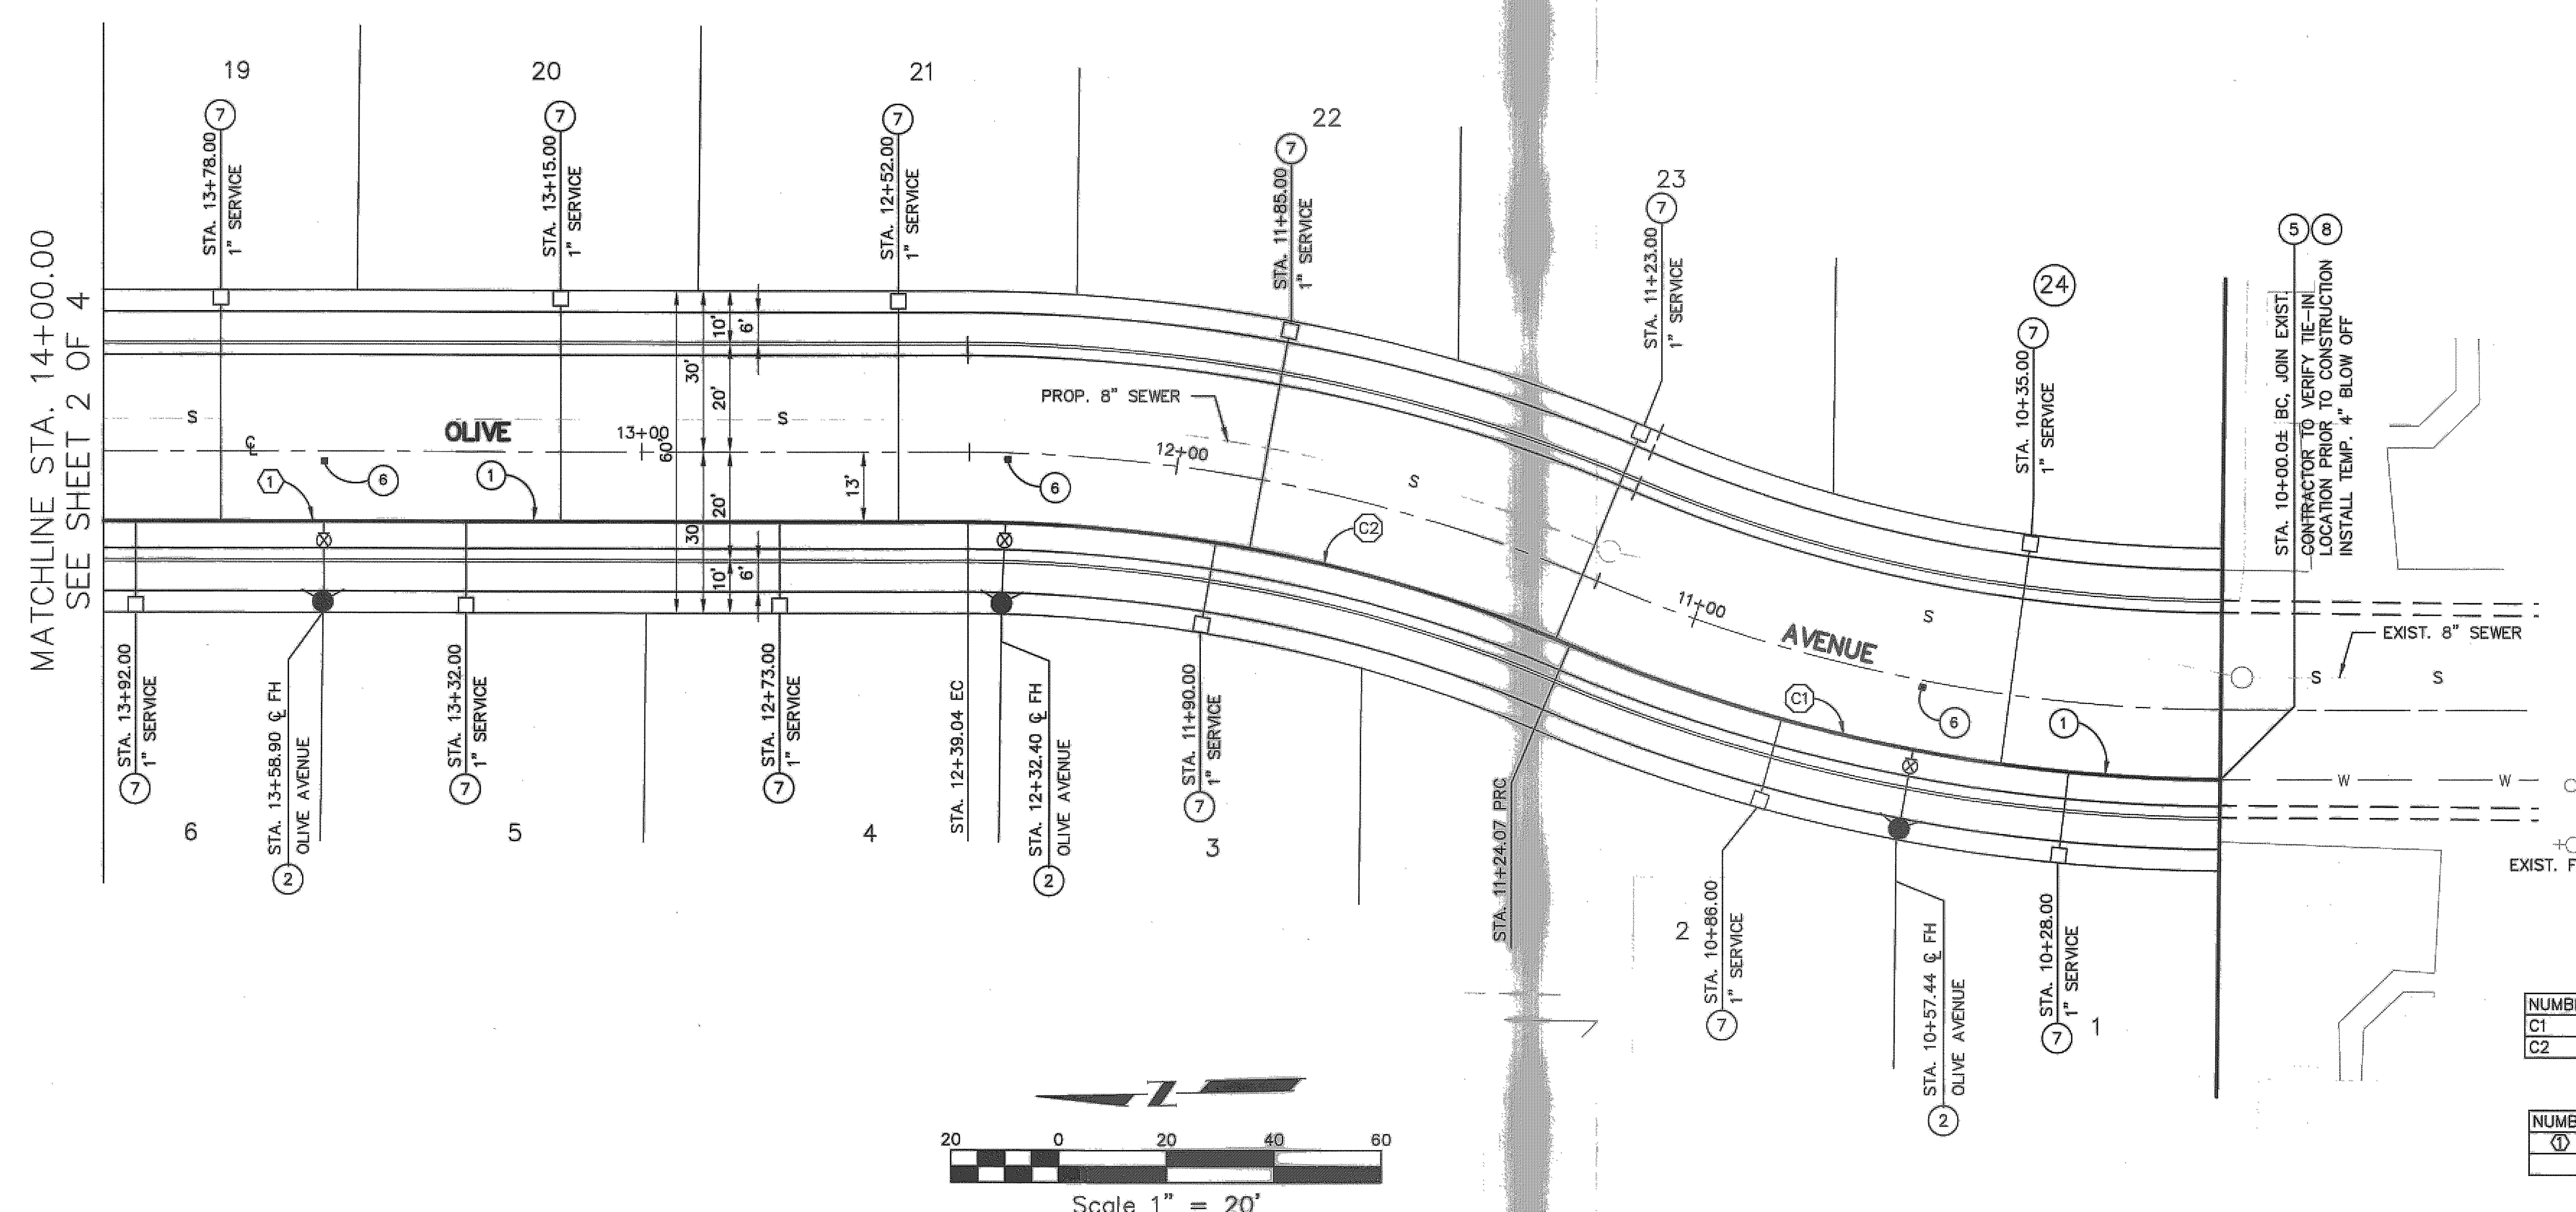 MATCHLINE STA. 14+00.00
SEE SHEET 2 OF 4
19
20
21
22
23
24
7
STA. 13+78.00
1" SERVICE
7
STA. 13+15.00
1" SERVICE
7
STA. 12+52.00
1" SERVICE
7
STA. 11+85.00
1" SERVICE
7
STA. 11+23.00
1" SERVICE
7
STA. 10+35.00
1" SERVICE
5
8
STA. 10+00.00± BC, JOIN EXIST.
CONTRACTOR TO VERIFY TIE-IN
LOCATION PRIOR TO CONSTRUCTION
INSTALL TEMP. 4" BLOW OFF
10'
6'
30'
20'
60'
13'
20'
30
10'
6'
PROP. 8" SEWER
S
S
S
S
S
S
OLIVE
AVENUE
℄
13+00
12+00
11+00
1
6
1
6
C2
C1
6
1
EXIST. 8" SEWER
W
W
EXIST. F
STA. 13+92.00
1" SERVICE
7
STA. 13+58.90 ℄ FH
OLIVE AVENUE
2
STA. 13+32.00
1" SERVICE
7
STA. 12+73.00
1" SERVICE
7
STA. 12+39.04 EC
STA. 12+32.40 ℄ FH
OLIVE AVENUE
2
STA. 11+90.00
1" SERVICE
7
STA. 11+24.07 PRC
STA. 10+86.00
1" SERVICE
7
STA. 10+57.44 ℄ FH
OLIVE AVENUE
2
STA. 10+28.00
1" SERVICE
7
6
5
4
3
2
1
NUMB
C1
C2
NUMB
1
Z
20 0 20 40 60
Scale 1" = 20'